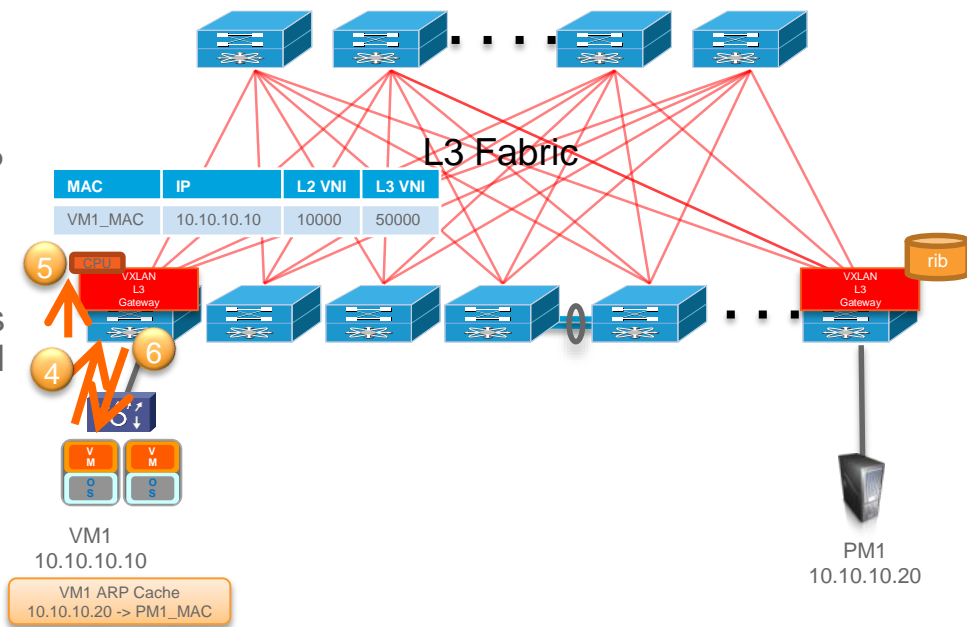 L3 Fabric
MAC IP L2 VNI L3 VNI
VM1_MAC 10.10.10.10 10000 50000
5
CPU
VXLAN
L3
Gateway
VXLAN
L3
Gateway
rib
s
4
6
V
M
O
S
V
M
O
S
VM1
10.10.10.10
VM1 ARP Cache
10.10.10.20 -> PM1_MAC
PM1
10.10.10.20